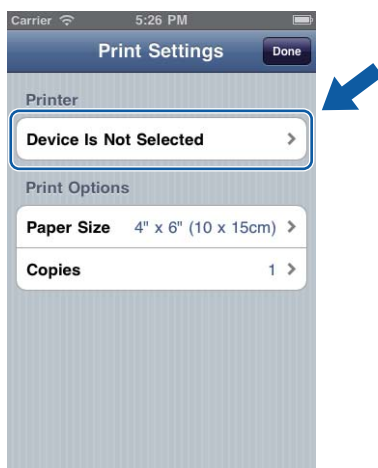 Carrier 5:26 PM
Print Settings Done
Printer
Device Is Not Selected
Print Options
Paper Size 4" x 6" (10 x 15cm)
Copies 1